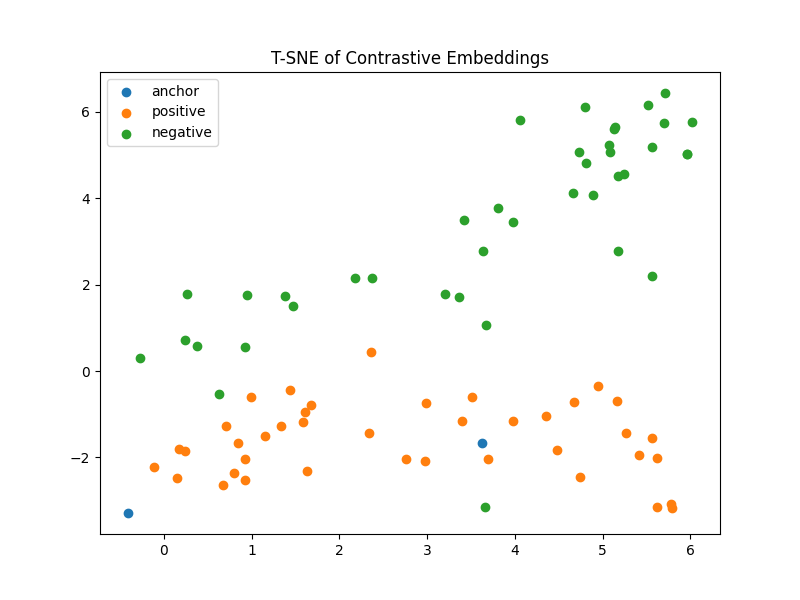 T-SNE of Contrastive Embeddings
anchor
positive
negative
6
4
2
0
−2
0 1 2 3 4 5 6